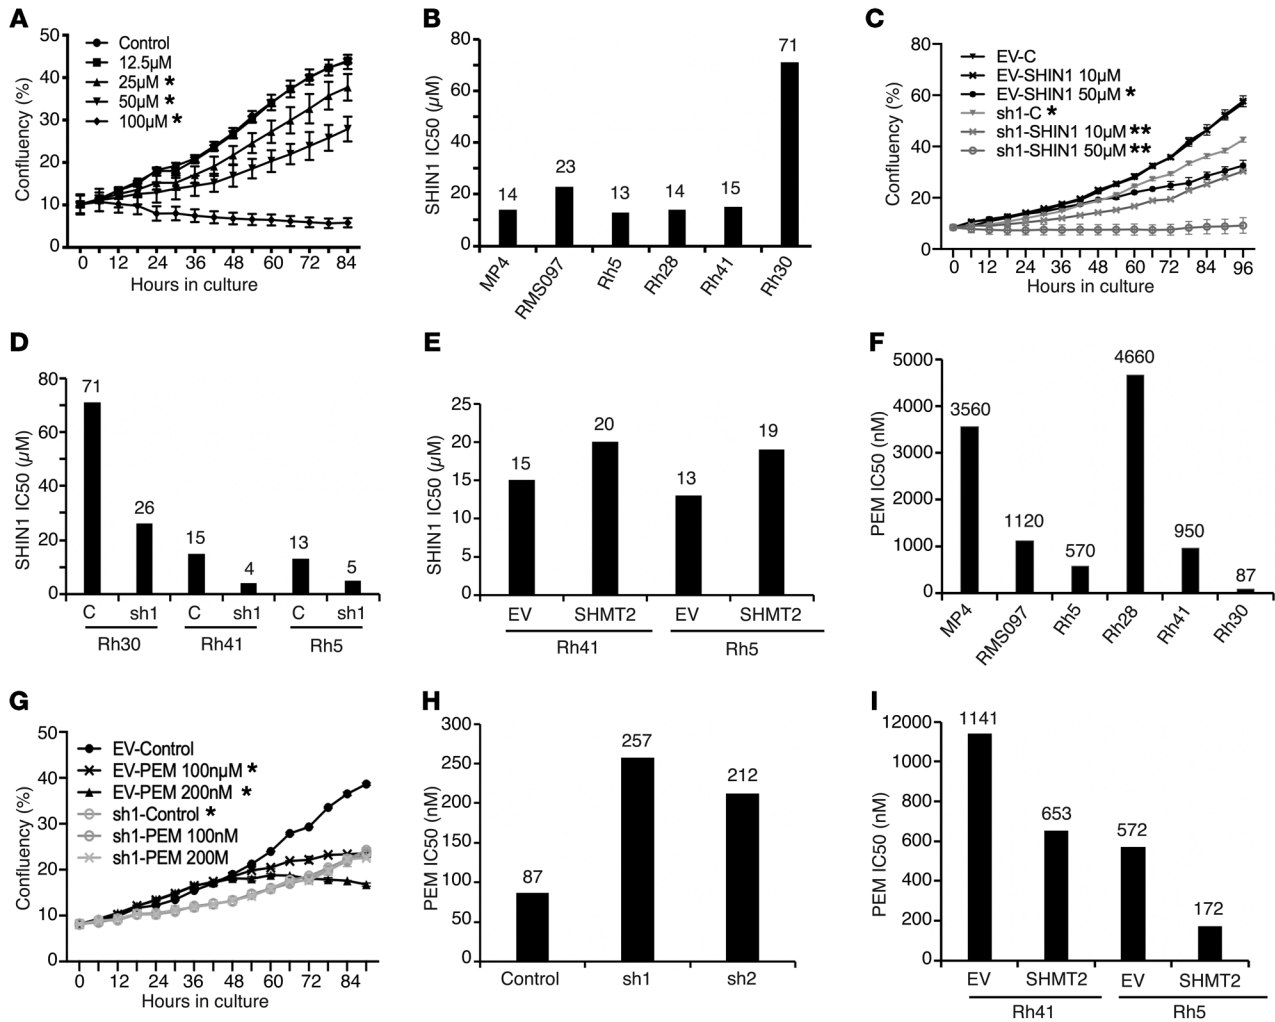 A
Confluency (%)
50
40
30
20
10
0
Control
12.5µM
25µM *
50µM *
100µM *
0 12 24 36 48 60 72 84
Hours in culture
B
SHIN1 IC50 (µM)
80
60
40
20
0
14
23
13
14
15
71
MP4
RMS097
Rh5
Rh28
Rh41
Rh30
C
Confluency (%)
80
60
40
20
0
EV-C
EV-SHIN1 10µM
EV-SHIN1 50µM *
sh1-C *
sh1-SHIN1 10µM **
sh1-SHIN1 50µM **
0 12 24 36 48 60 72 84 96
Hours in culture
D
SHIN1 IC50 (µM)
80
60
40
20
0
71
26
15
4
13
5
C sh1 C sh1 C sh1
Rh30 Rh41 Rh5
E
SHIN1 IC50 (µM)
25
20
15
10
5
0
15
20
13
19
EV SHMT2 EV SHMT2
Rh41 Rh5
F
PEM IC50 (nM)
5000
4000
3000
2000
1000
0
3560
1120
570
4660
950
87
MP4
RMS097
Rh5
Rh28
Rh41
Rh30
G
Confluency (%)
50
40
30
20
10
0
EV-Control
EV-PEM 100nµM *
EV-PEM 200nM *
sh1-Control *
sh1-PEM 100nM
sh1-PEM 200M
0 12 24 36 48 60 72 84
Hours in culture
H
PEM IC50 (nM)
300
250
200
150
100
50
0
87
257
212
Control sh1 sh2
I
PEM IC50 (nM)
12000
1000
800
600
400
200
0
1141
653
572
172
EV SHMT2 EV SHMT2
Rh41 Rh5